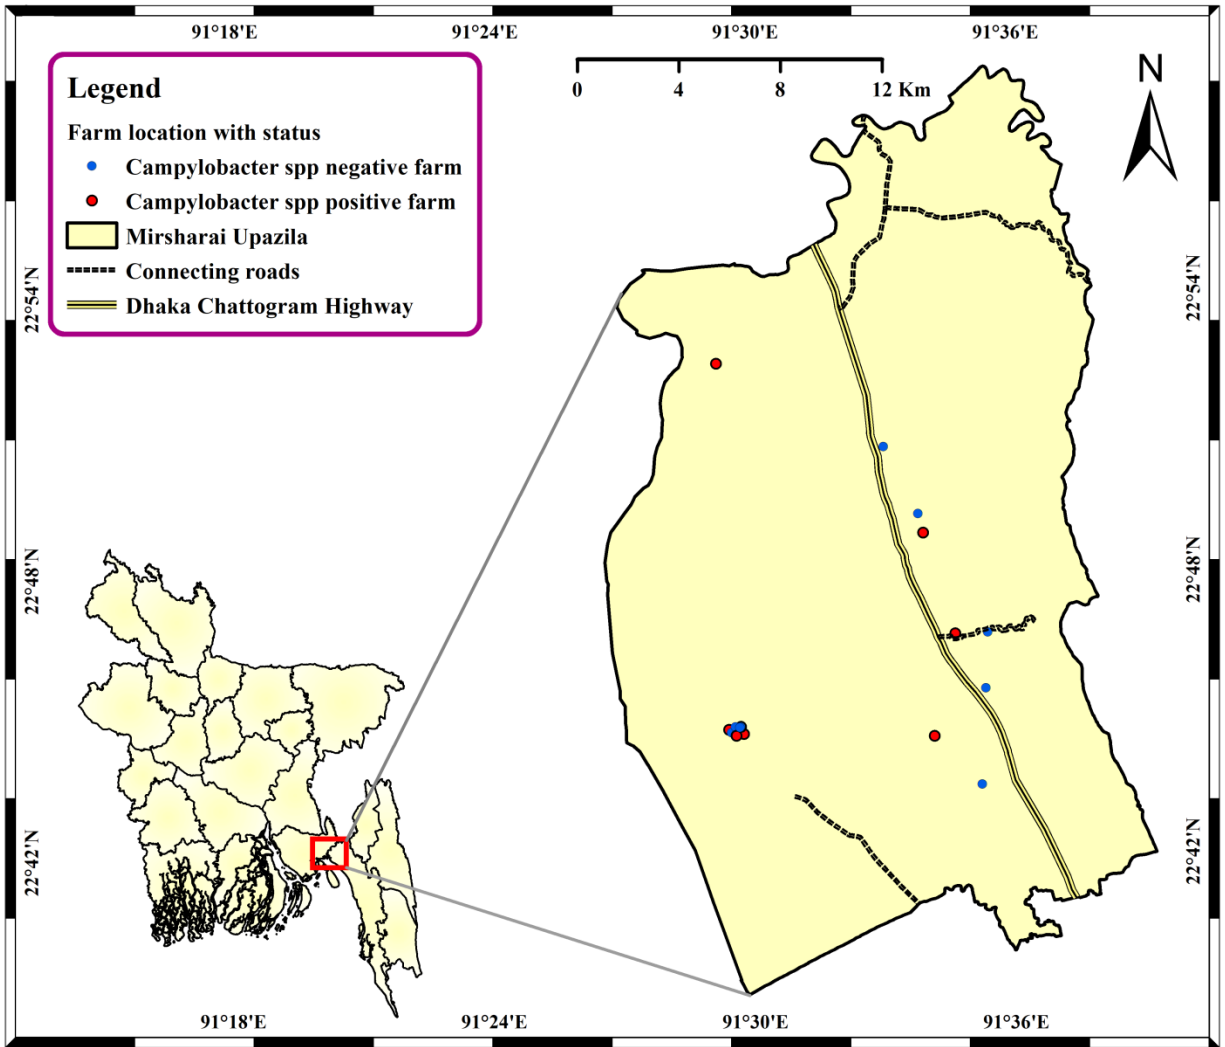 91°18'E 91°24'E 91°30'E 91°36'E
Legend
Farm location with status
Campylobacter spp negative farm
Campylobacter spp positive farm
Mirsharai Upazila
Connecting roads
Dhaka Chattogram Highway
0 4 8 12 Km
N
22°54'N 22°54'N
22°48'N 22°48'N
22°42'N 22°42'N
91°18'E 91°24'E 91°30'E 91°36'E